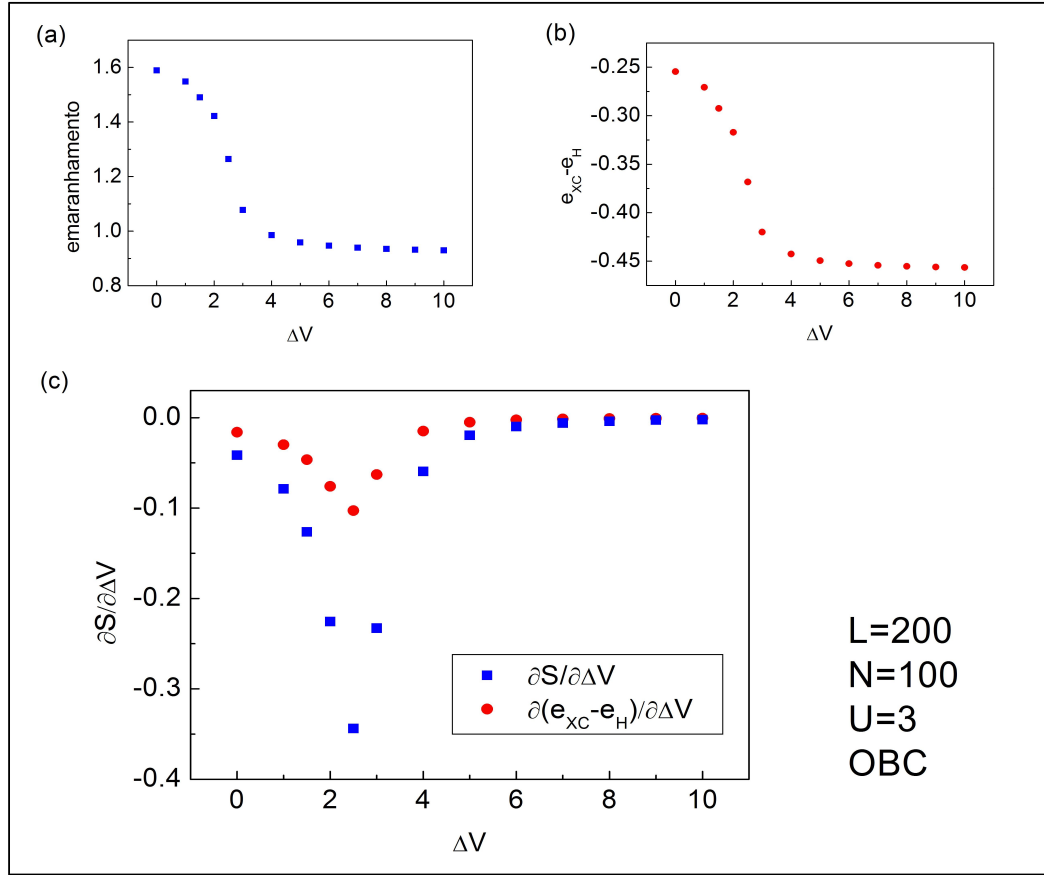 (a)
1.6
1.4
1.2
1.0
0.8
emaranhamento
0 2 4 6 8 10
ΔV
(b)
-0.25
-0.30
-0.35
-0.40
-0.45
e_XC-e_H
0 2 4 6 8 10
ΔV
(c)
0.0
-0.1
-0.2
-0.3
-0.4
∂S/∂ΔV
0 2 4 6 8 10
ΔV
∂S/∂ΔV
∂(e_XC-e_H)/∂ΔV
L=200
N=100
U=3
OBC